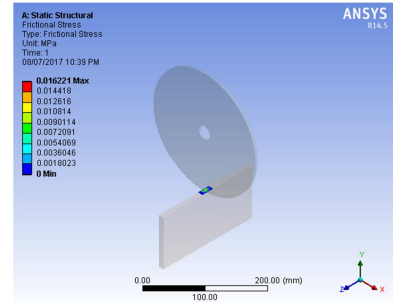 A: Static Structural
Frictional Stress
Type: Frictional Stress
Unit: MPa
Time: 1
08/07/2017 10:39 PM
0.016221 Max
0.014418
0.012616
0.010814
0.0090114
0.0072091
0.0054069
0.0036046
0.0018023
0 Min
ANSYS
R14.5
0.00
200.00 (mm)
100.00
Y
Z
X